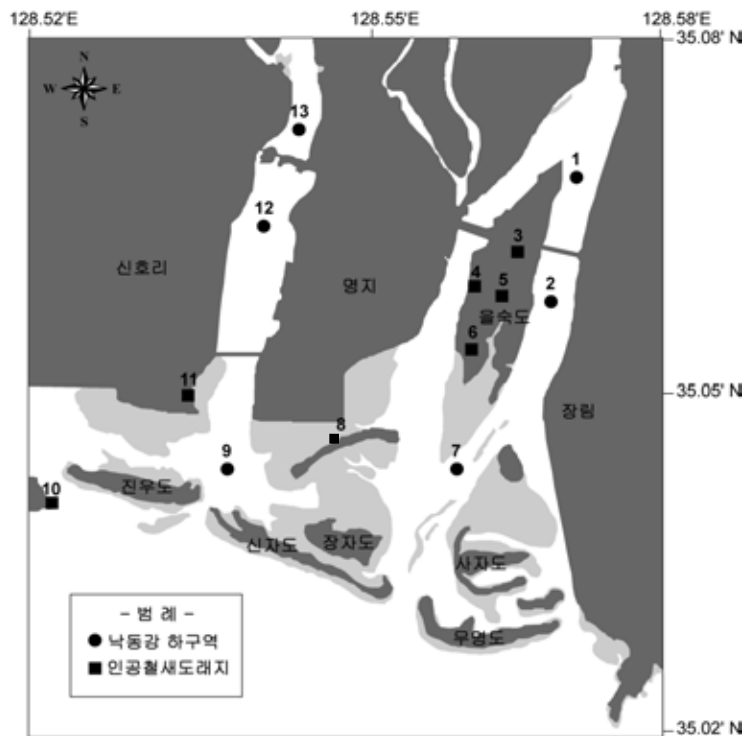 128.52'E
128.55'E
128.58'E
35.08' N
N
W E
S
13
1
12
3
신호리
명지
4
5
2
을숙도
6
11
35.05' N
8
장림
9
7
10
진우도
신자도
장자도
사자도
무영도
- 범 례 -
낙동강 하구역
인공철새도래지
35.02' N